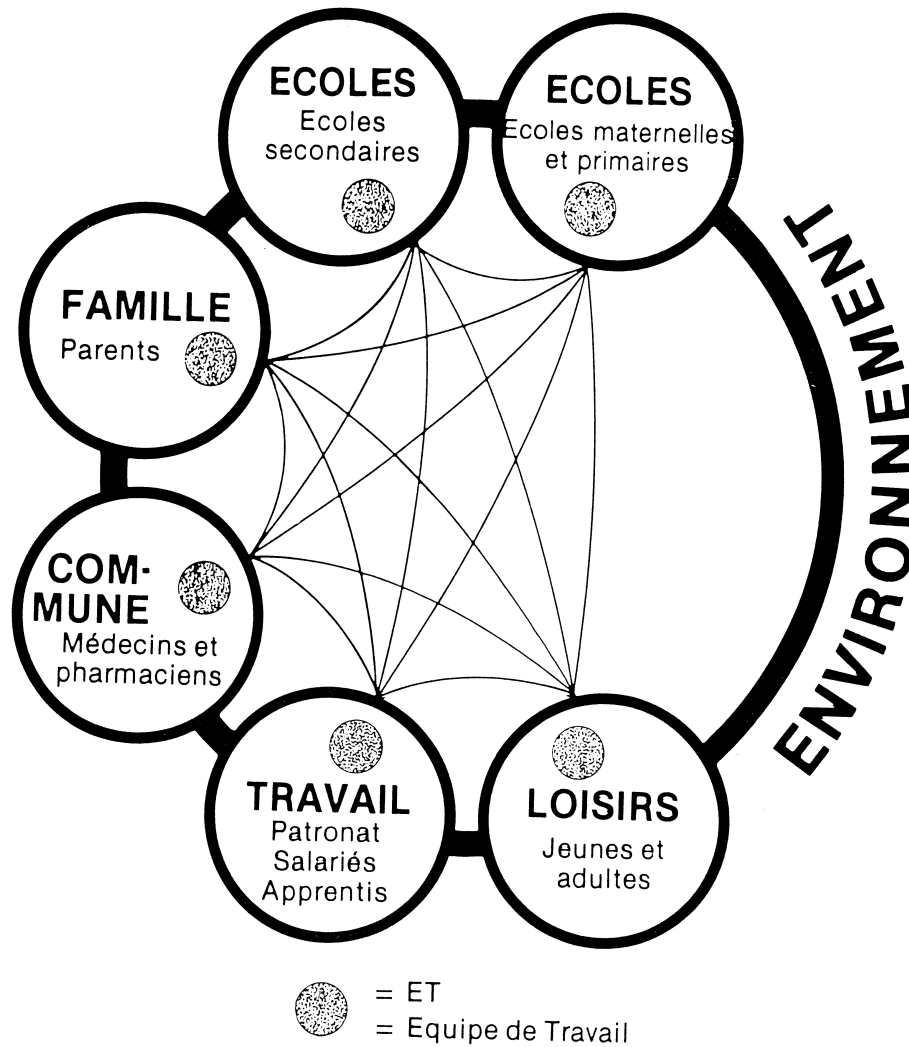 ECOLES
Ecoles
secondaires
ECOLES
Ecoles maternelles
et primaires
FAMILLE
Parents
COM-
MUNE
Médecins et
pharmaciens
TRAVAIL
Patronat
Salariés
Apprentis
LOISIRS
Jeunes et
adultes
ENVIRONNEMENT
= ET
= Equipe de Travail